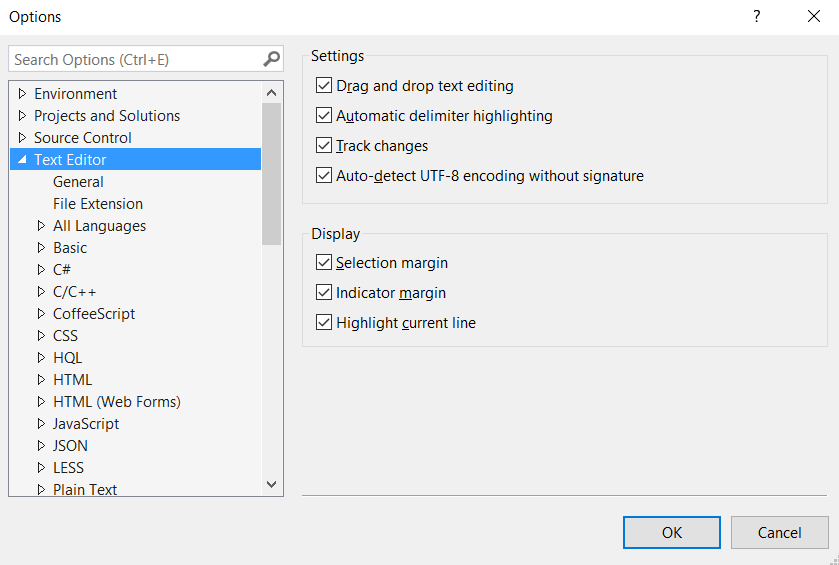 Options
?
Search Options (Ctrl+E)
Environment
Projects and Solutions
Source Control
Text Editor
General
File Extension
All Languages
Basic
C#
C/C++
CoffeeScript
CSS
HQL
HTML
HTML (Web Forms)
JavaScript
JSON
LESS
Plain Text
Settings
Drag and drop text editing
Automatic delimiter highlighting
Track changes
Auto-detect UTF-8 encoding without signature
Display
Selection margin
Indicator margin
Highlight current line
OK
Cancel